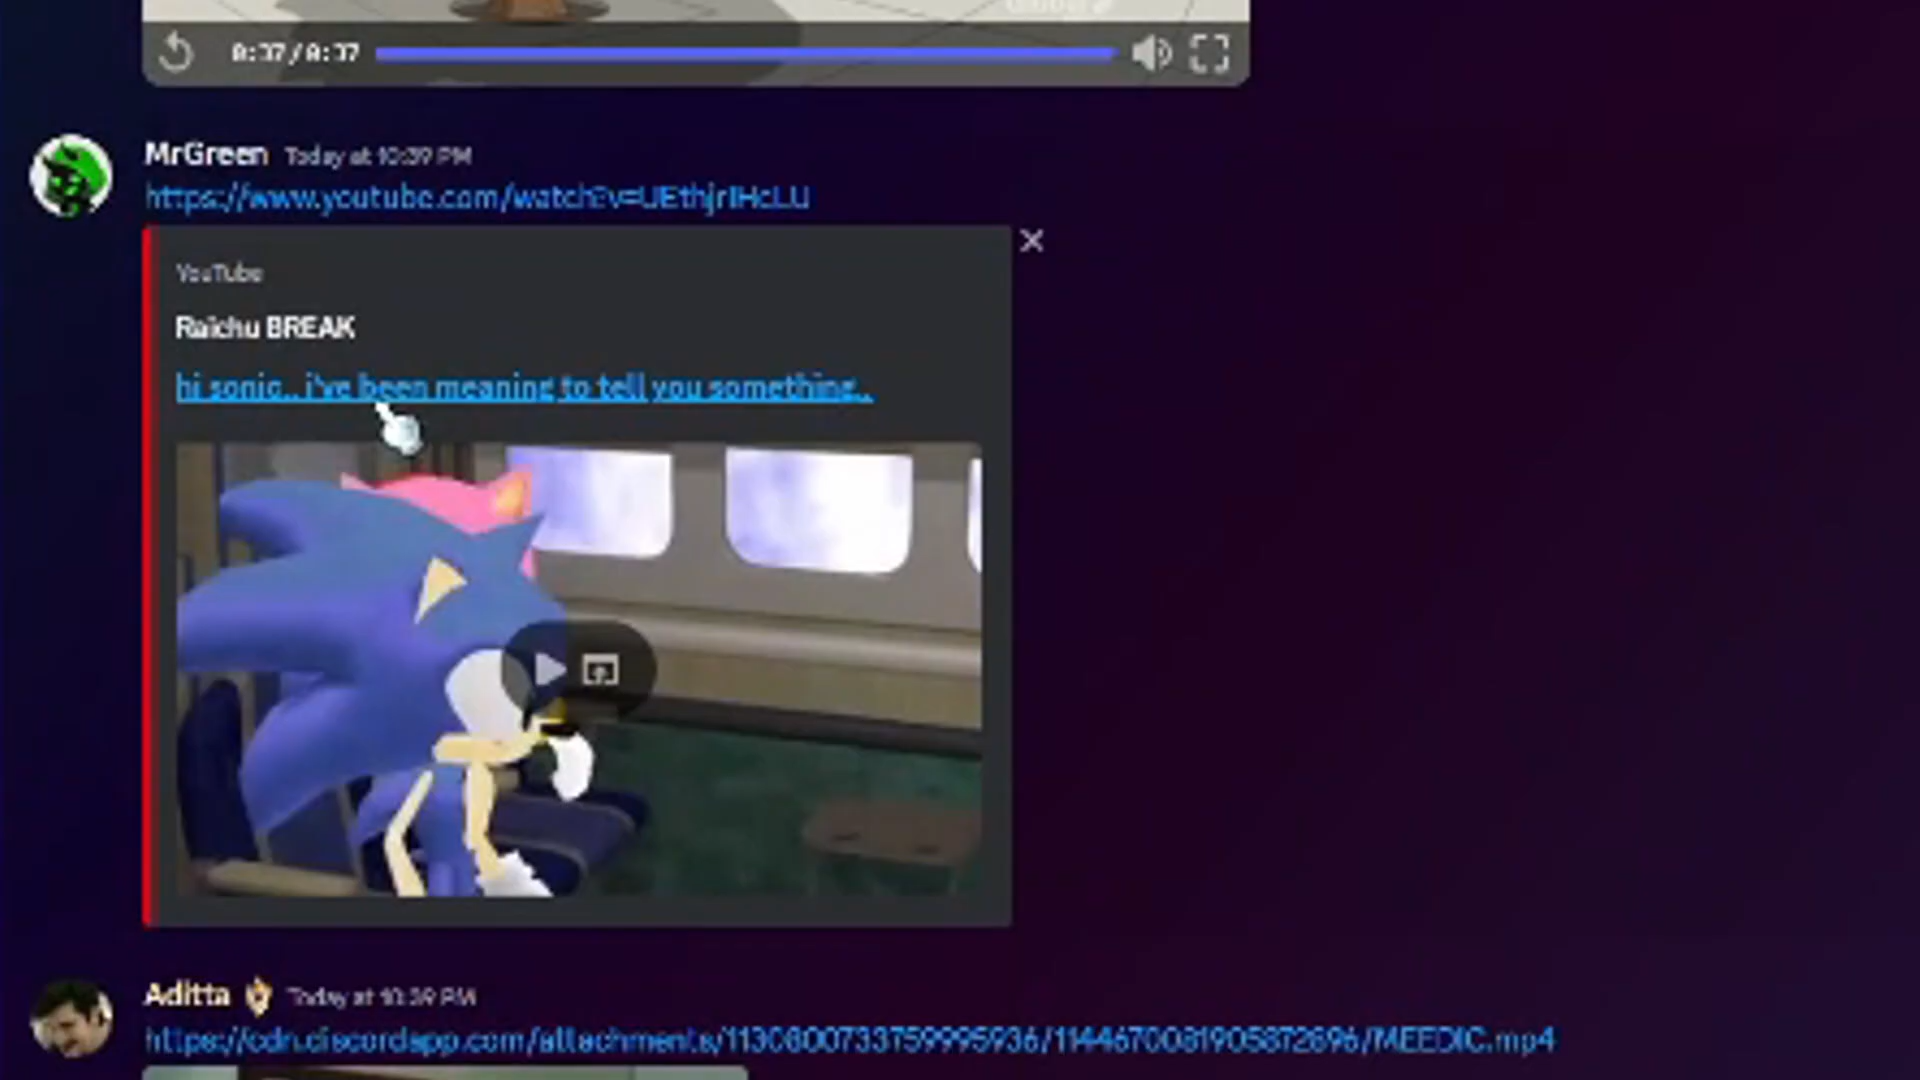 0:37/0:37
MrGreen Today at 10:39 PM
https://www.youtube.com/watch?v=UEthjrIHcLU
YouTube
Raichu BREAK
hi sonic.. i've been meaning to tell you something..
Aditta Today at 10:39 PM
https://cdn.discordapp.com/attachments/1130800733759995936/1144670081905872896/MEEDIC.mp4